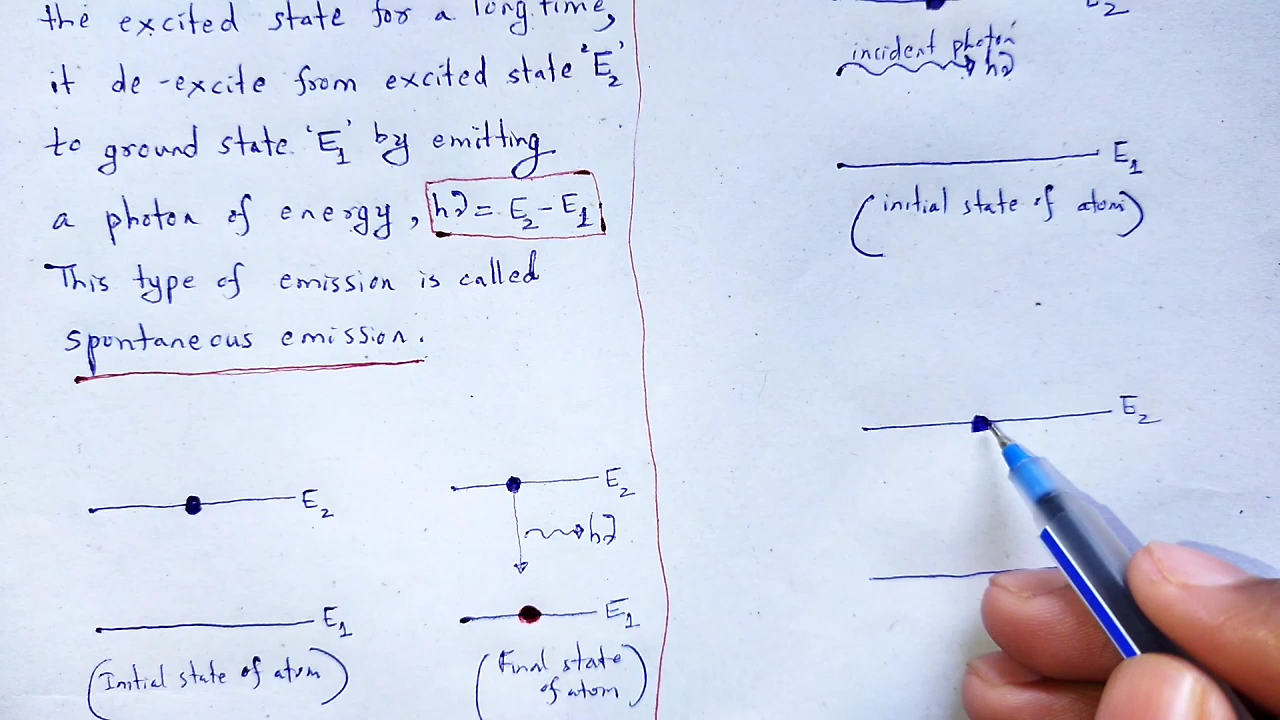 the excited state for a long time,
it de-excite from excited state 'E₂'
to ground state 'E₁' by emitting
a photon of energy, hν = E₂ - E₁
This type of emission is called
spontaneous emission.
E₂
E₁
(Initial state of atom)
E₂
hν
E₁
(Final state
of atom)
E₂
incident photon
hν
E₁
(initial state of atom)
E₂